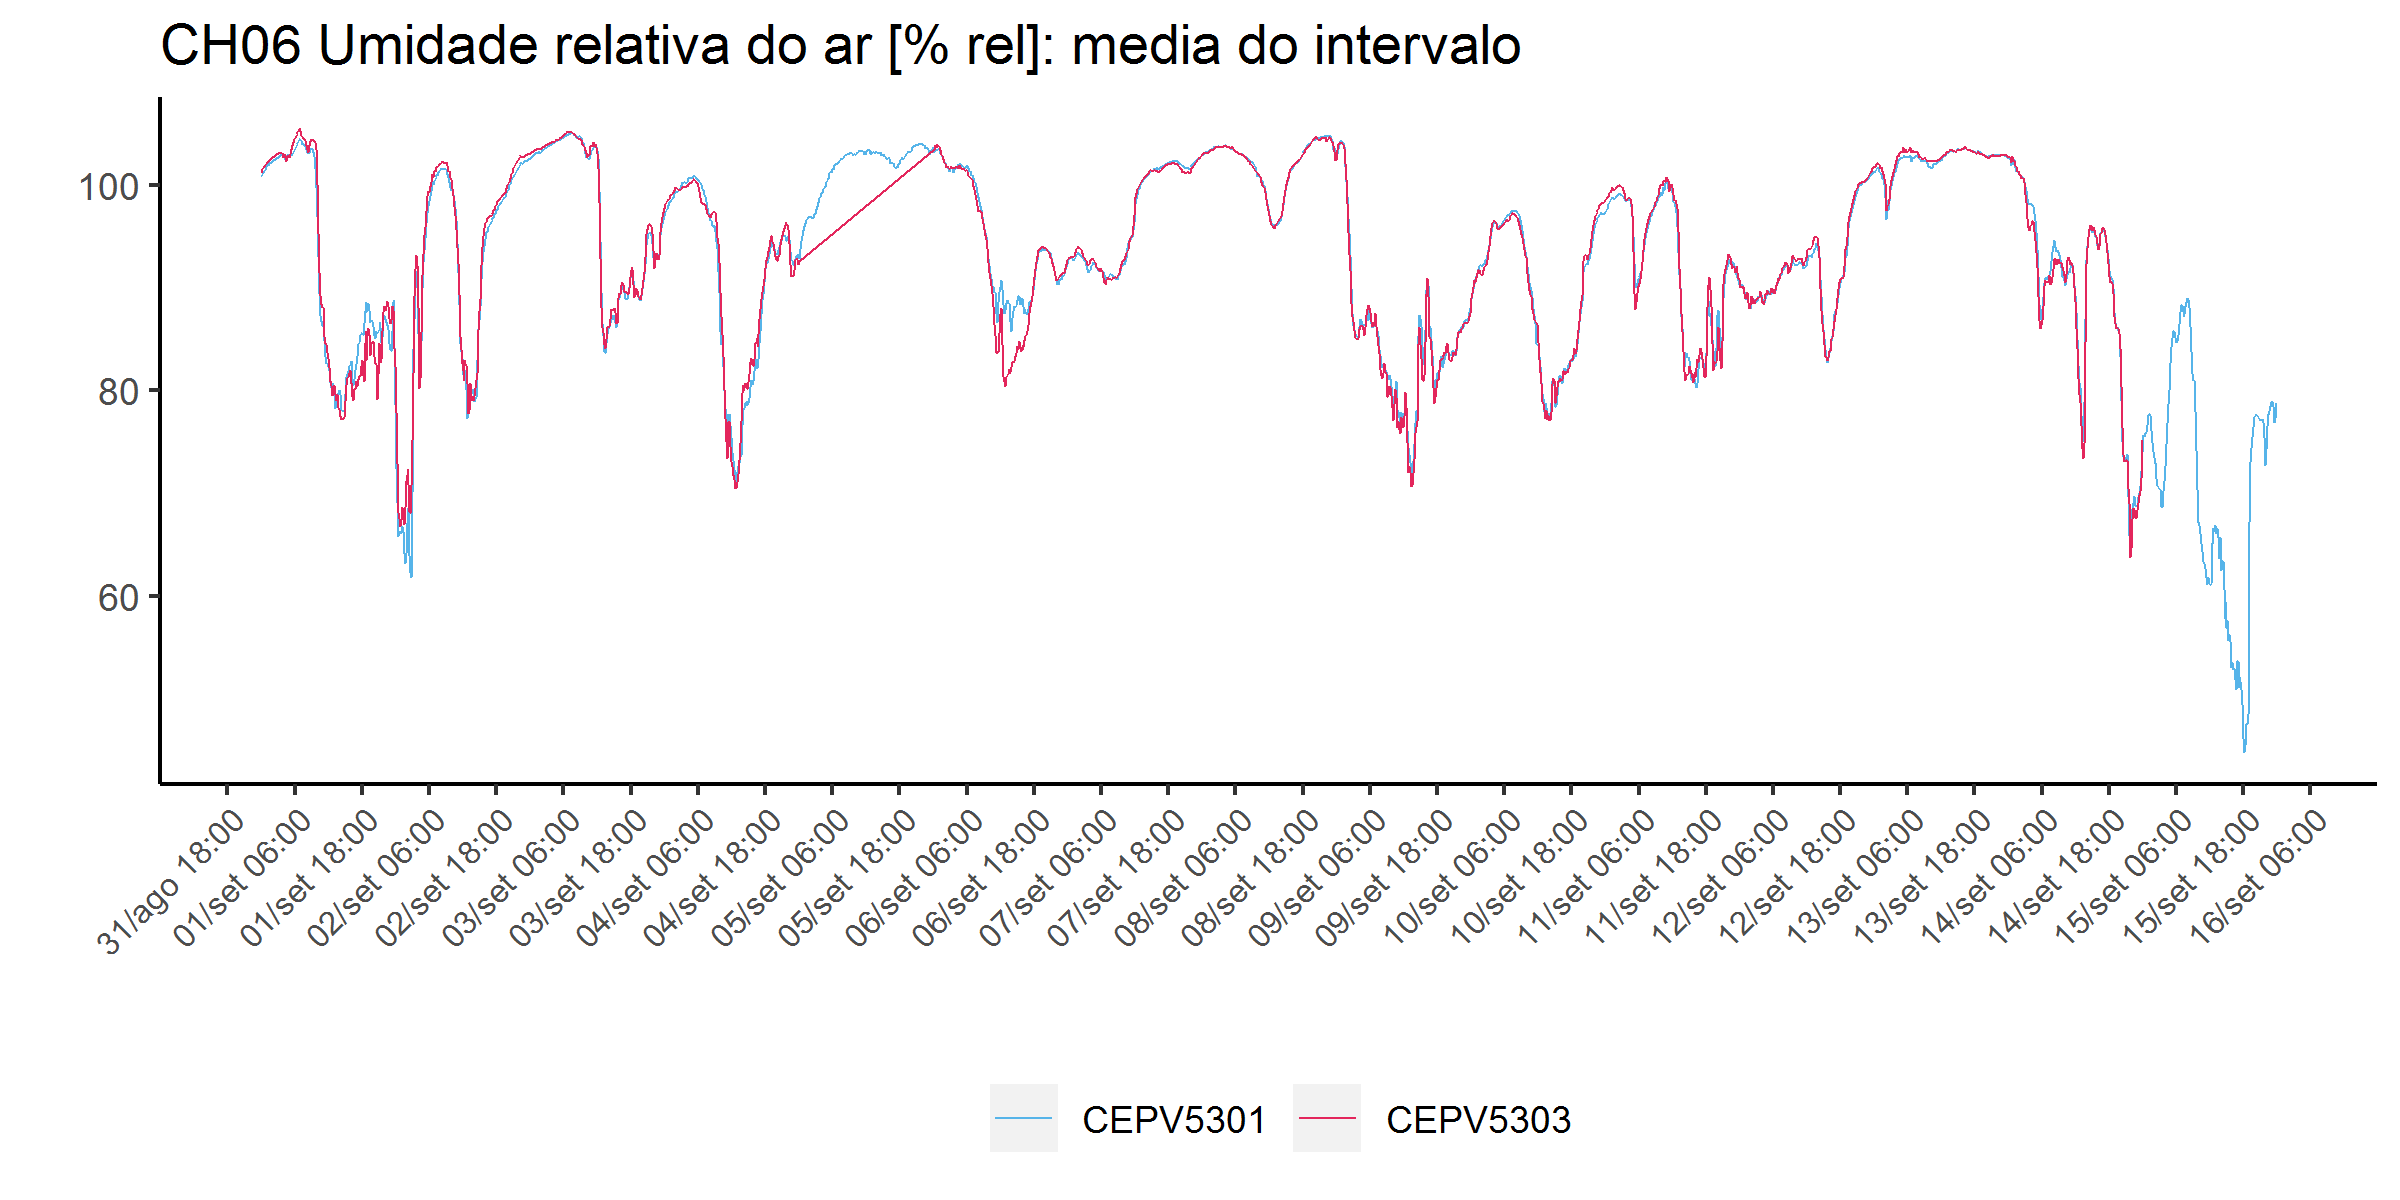 CH06 Umidade relativa do ar [% rel]: media do intervalo
100
80
60
31/ago 18:00
01/set 06:00
01/set 18:00
02/set 06:00
02/set 18:00
03/set 06:00
03/set 18:00
04/set 06:00
04/set 18:00
05/set 06:00
05/set 18:00
06/set 06:00
06/set 18:00
07/set 06:00
07/set 18:00
08/set 06:00
08/set 18:00
09/set 06:00
09/set 18:00
10/set 06:00
10/set 18:00
11/set 06:00
11/set 18:00
12/set 06:00
12/set 18:00
13/set 06:00
13/set 18:00
14/set 06:00
14/set 18:00
15/set 06:00
15/set 18:00
16/set 06:00
CEPV5301 CEPV5303